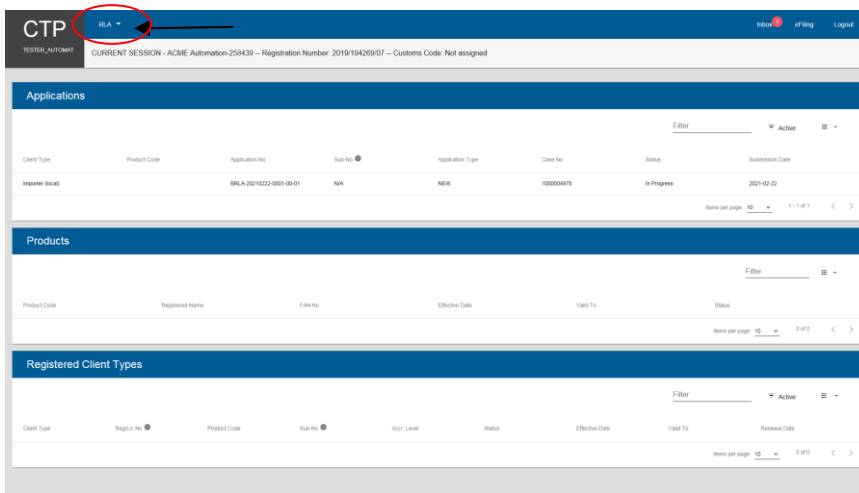 CTP
RLA
Inbox 1 eFiling Logout
TESTER_AUTOMAT
CURRENT SESSION - ACME Automation-258439 -- Registration Number: 2019/194269/07 -- Customs Code: Not assigned
Applications
Filter Active
Client Type Product Code Application No Sub-No Application Type Case No Status Submission Date
Importer (local) BRLA-20210222-0001-00-01 N/A NEW 1000004978 In Progress 2021-02-22
Items per page: 10 1 - 1 of 1
Products
Filter
Product Code Registered Name FAN No Effective Date Valid To Status
Items per page: 10 0 of 0
Registered Client Types
Filter Active
Client Type Reg/Lic No Product Code Sub-No Accr. Level Status Effective Date Valid To Renewal Date
Items per page: 10 0 of 0